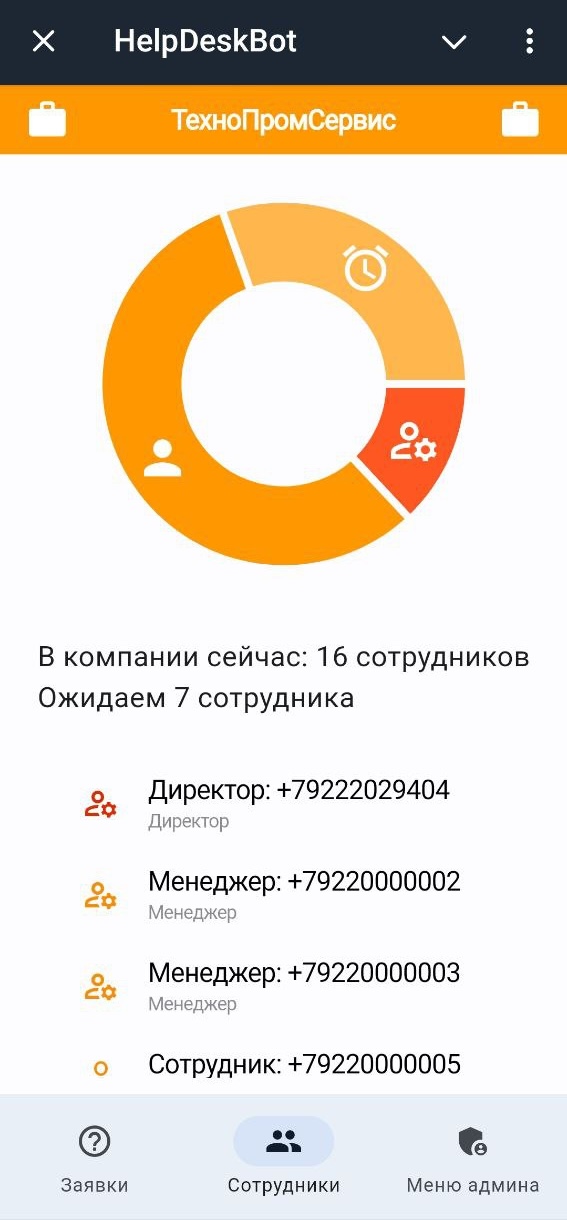 HelpDeskBot
ТехноПромСервис
В компании сейчас: 16 сотрудников
Ожидаем 7 сотрудника
Директор: +79222029404
Директор
Менеджер: +79220000002
Менеджер
Менеджер: +79220000003
Менеджер
Сотрудник: +79220000005
Заявки
Сотрудники
Меню админа